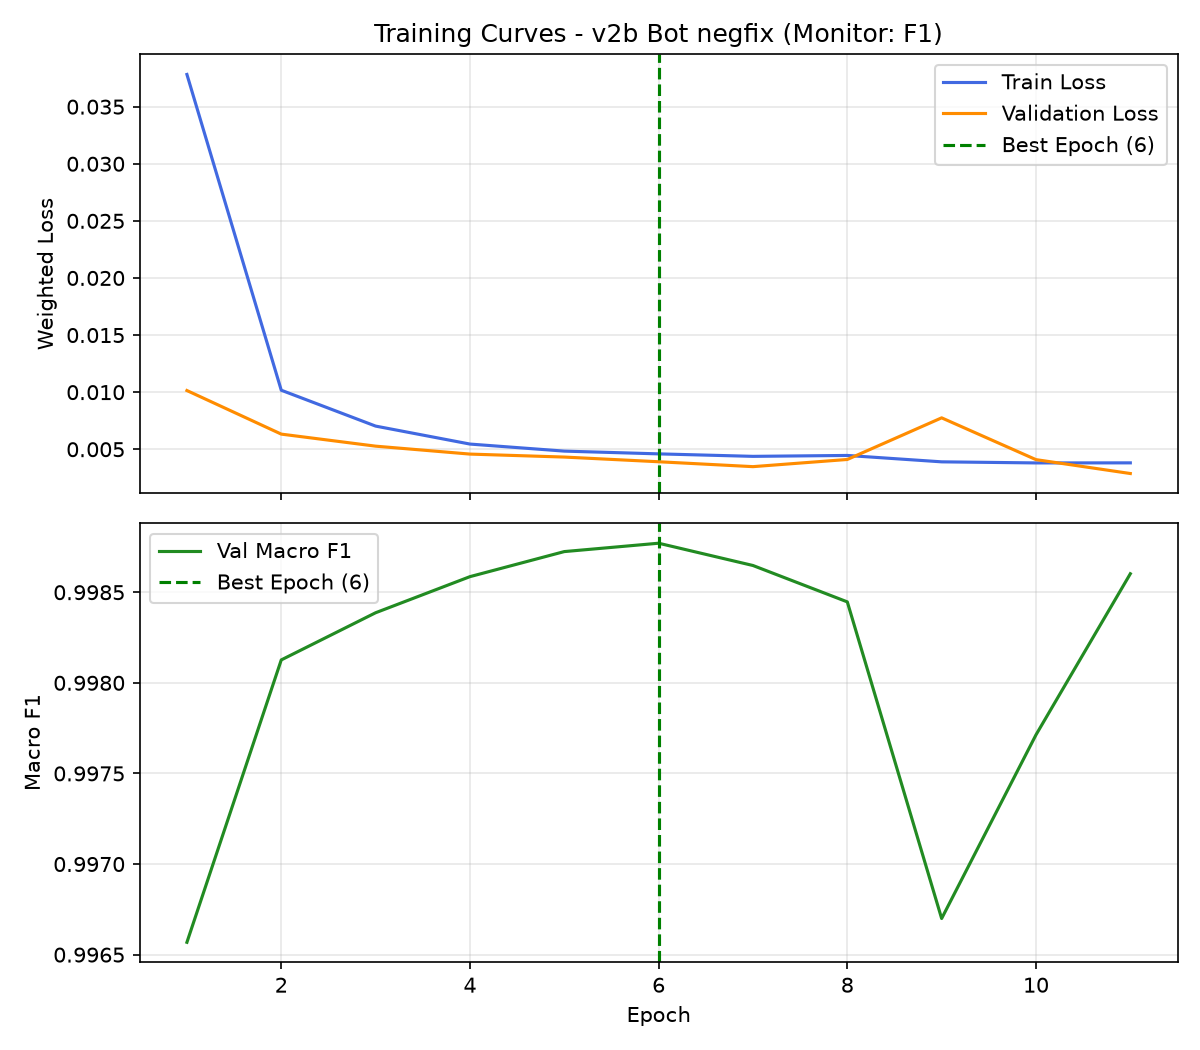 Training Curves - v2b Bot negfix (Monitor: F1)
Weighted Loss
0.035
0.030
0.025
0.020
0.015
0.010
0.005
Train Loss
Validation Loss
Best Epoch (6)
Macro F1
0.9985
0.9980
0.9975
0.9970
0.9965
Val Macro F1
Best Epoch (6)
2 4 6 8 10
Epoch